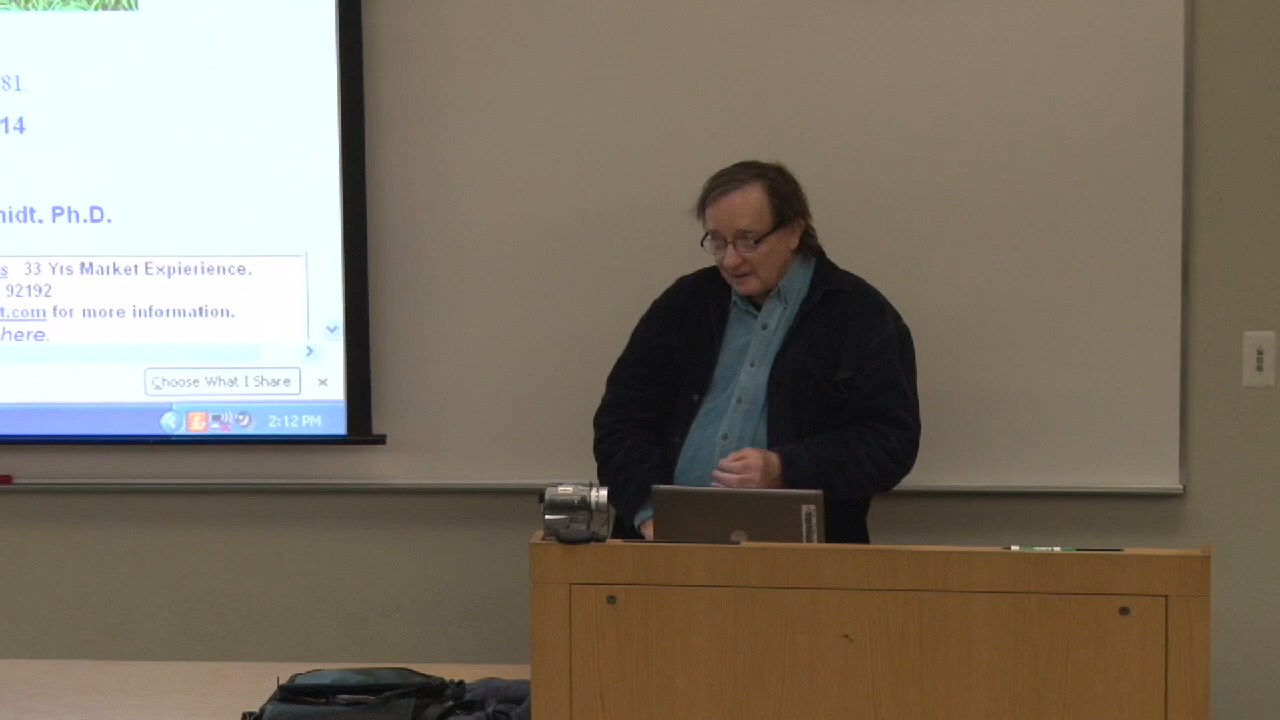 81.
14
nidt. Ph.D.
s 33 Yrs Market Expierience.
92192
t.com for more information.
here.
Choose What I Share
2:12 PM